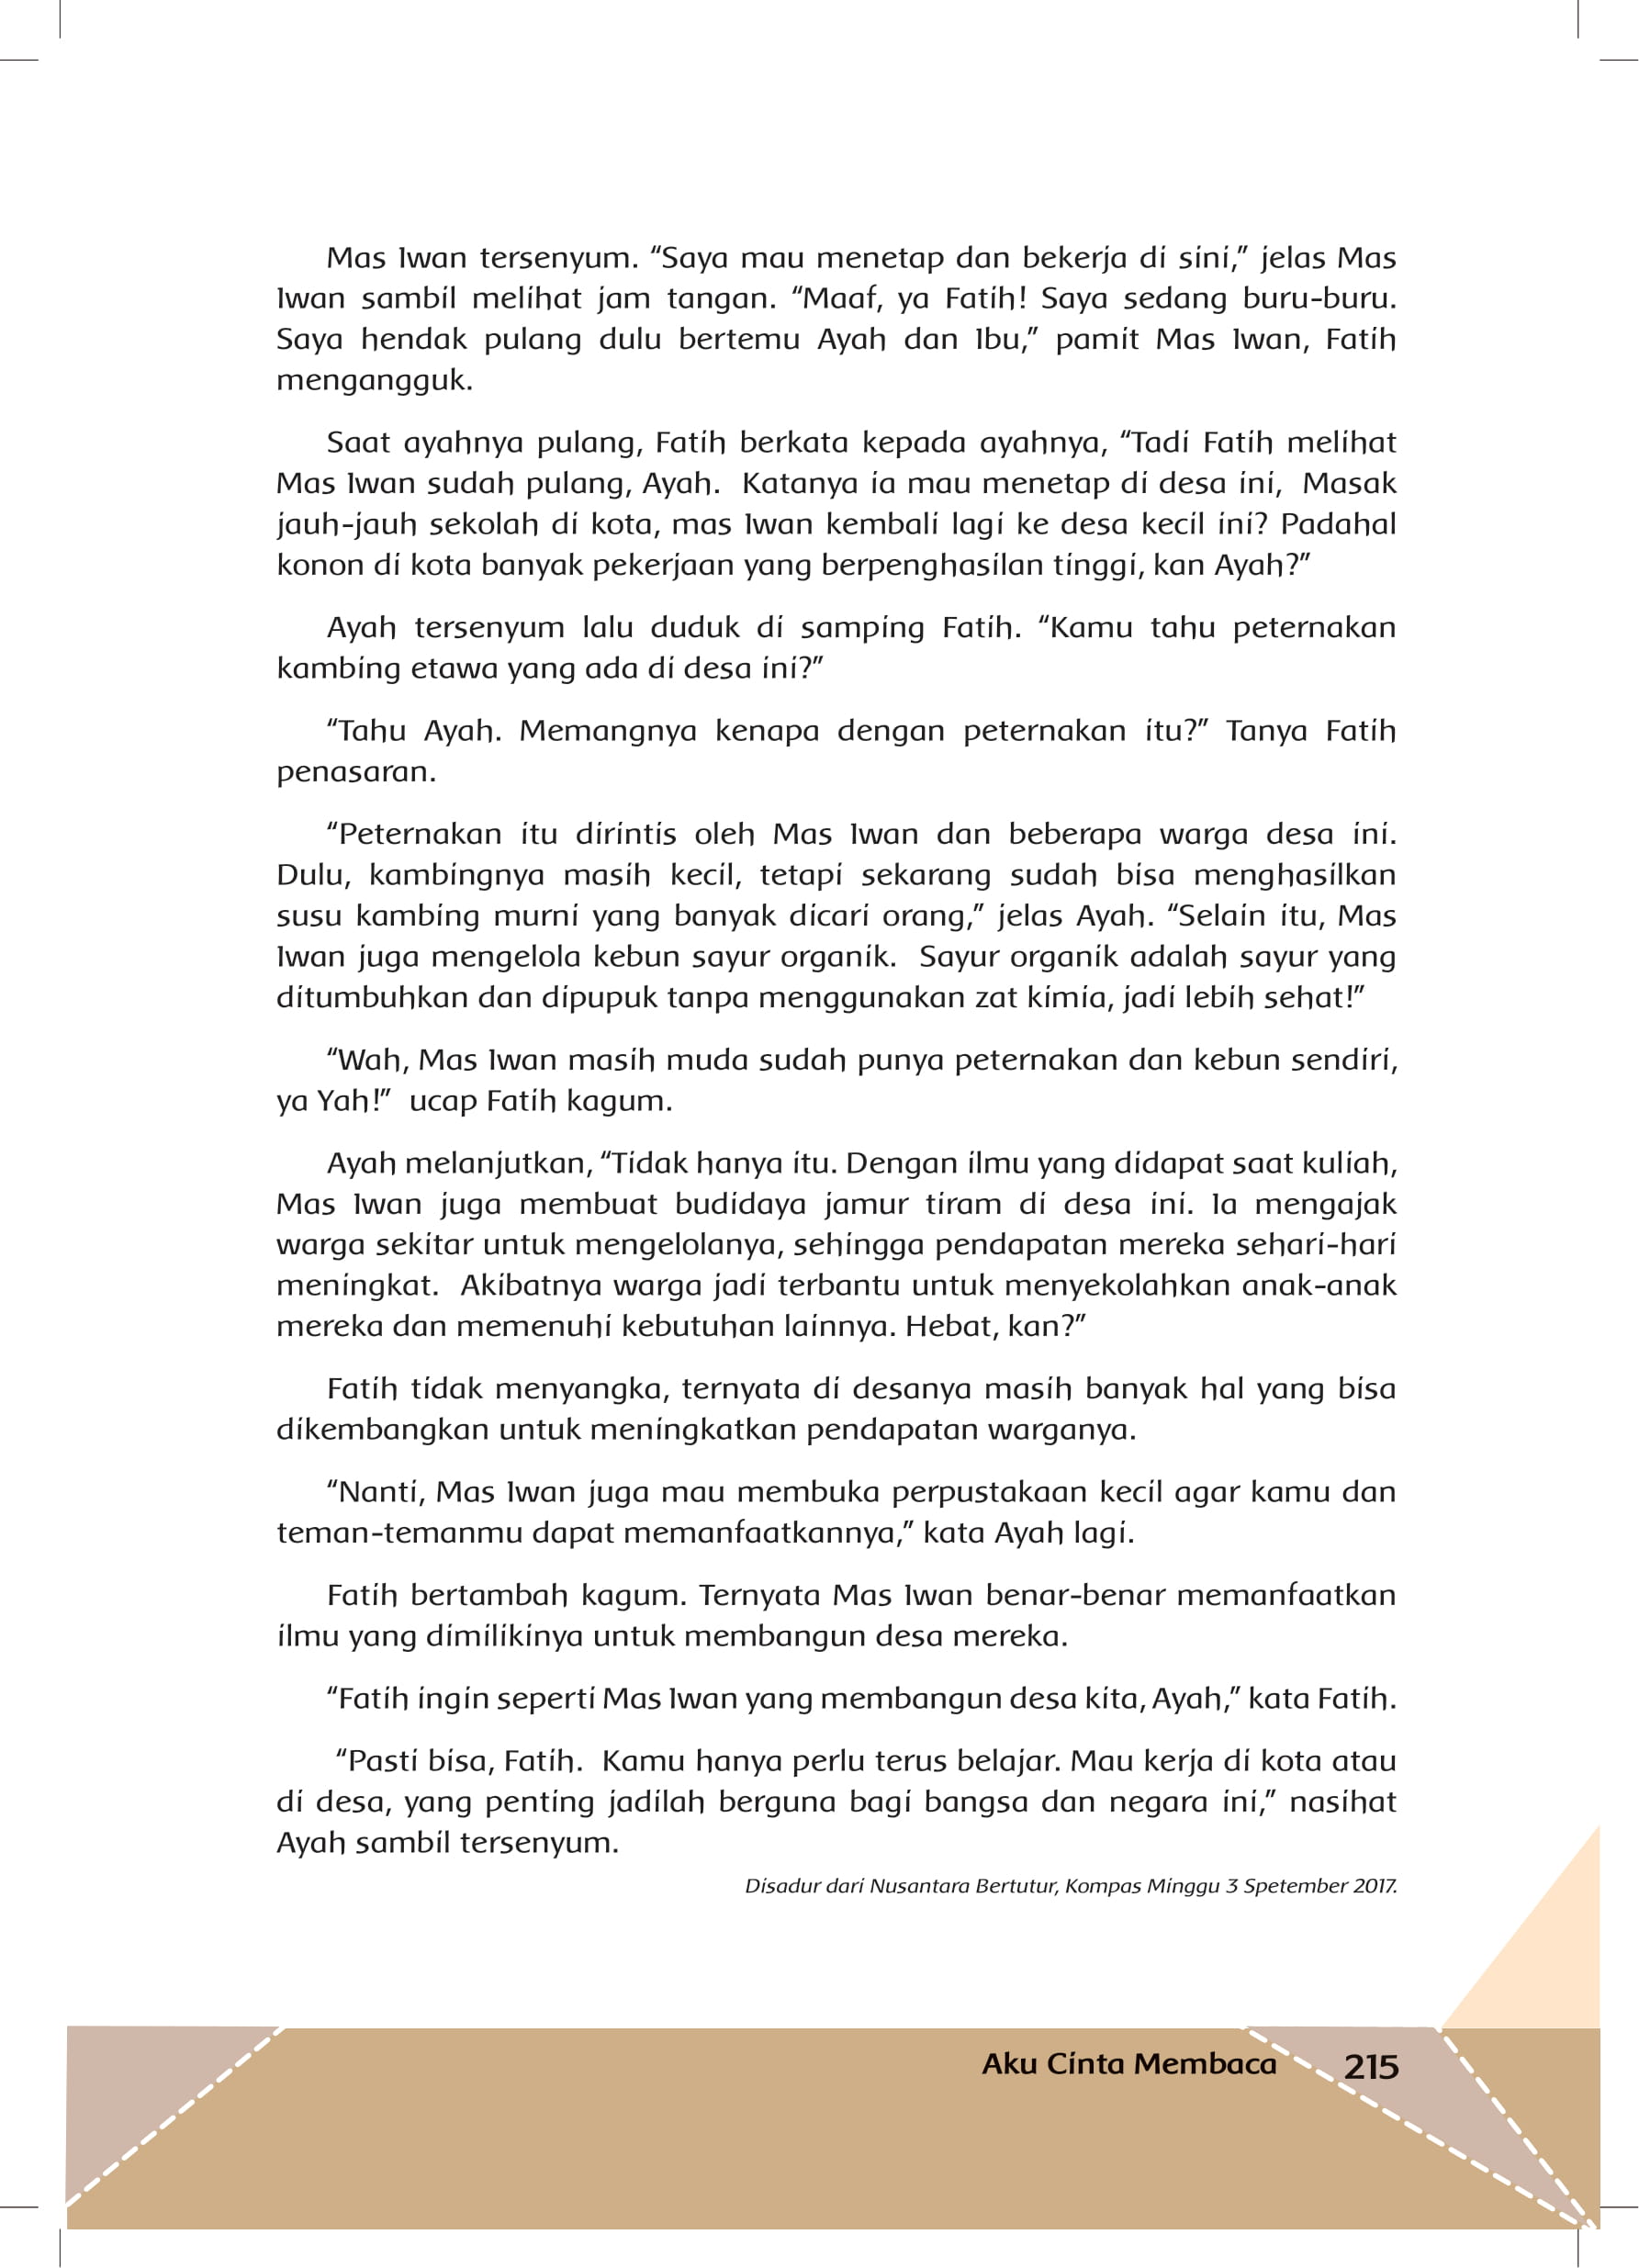 Mas Iwan tersenyum. “Saya mau menetap dan bekerja di sini,” jelas Mas
Iwan sambil melihat jam tangan. “Maaf, ya Fatih! Saya sedang buru-buru.
Saya hendak pulang dulu bertemu Ayah dan Ibu,” pamit Mas Iwan, Fatih
mengangguk.
Saat ayahnya pulang, Fatih berkata kepada ayahnya, “Tadi Fatih melihat
Mas Iwan sudah pulang, Ayah.  Katanya ia mau menetap di desa ini,  Masak
jauh-jauh sekolah di kota, mas Iwan kembali lagi ke desa kecil ini? Padahal
konon di kota banyak pekerjaan yang berpenghasilan tinggi, kan Ayah?”
Ayah tersenyum lalu duduk di samping Fatih. “Kamu tahu peternakan
kambing etawa yang ada di desa ini?”
“Tahu Ayah. Memangnya kenapa dengan peternakan itu?” Tanya Fatih
penasaran.
“Peternakan itu dirintis oleh Mas Iwan dan beberapa warga desa ini.
Dulu, kambingnya masih kecil, tetapi sekarang sudah bisa menghasilkan
susu kambing murni yang banyak dicari orang,” jelas Ayah. “Selain itu, Mas
Iwan juga mengelola kebun sayur organik.  Sayur organik adalah sayur yang
ditumbuhkan dan dipupuk tanpa menggunakan zat kimia, jadi lebih sehat!”
“Wah, Mas Iwan masih muda sudah punya peternakan dan kebun sendiri,
ya Yah!”  ucap Fatih kagum.
Ayah melanjutkan, “Tidak hanya itu. Dengan ilmu yang didapat saat kuliah,
Mas Iwan juga membuat budidaya jamur tiram di desa ini. Ia mengajak
warga sekitar untuk mengelolanya, sehingga pendapatan mereka sehari-hari
meningkat.  Akibatnya warga jadi terbantu untuk menyekolahkan anak-anak
mereka dan memenuhi kebutuhan lainnya. Hebat, kan?”
Fatih tidak menyangka, ternyata di desanya masih banyak hal yang bisa
dikembangkan untuk meningkatkan pendapatan warganya.
“Nanti, Mas Iwan juga mau membuka perpustakaan kecil agar kamu dan
teman-temanmu dapat memanfaatkannya,” kata Ayah lagi.
Fatih bertambah kagum. Ternyata Mas Iwan benar-benar memanfaatkan
ilmu yang dimilikinya untuk membangun desa mereka.
“Fatih ingin seperti Mas Iwan yang membangun desa kita, Ayah,” kata Fatih.
“Pasti bisa, Fatih.  Kamu hanya perlu terus belajar. Mau kerja di kota atau
di desa, yang penting jadilah berguna bagi bangsa dan negara ini,” nasihat
Ayah sambil tersenyum.
Disadur dari Nusantara Bertutur, Kompas Minggu 3 Spetember 2017.
Aku Cinta Membaca 215